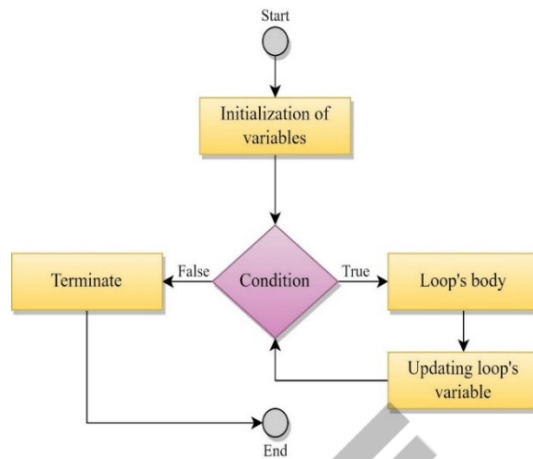 Start
Initialization of
variables
Terminate
False
Condition
True
Loop's body
Updating loop's
variable
End